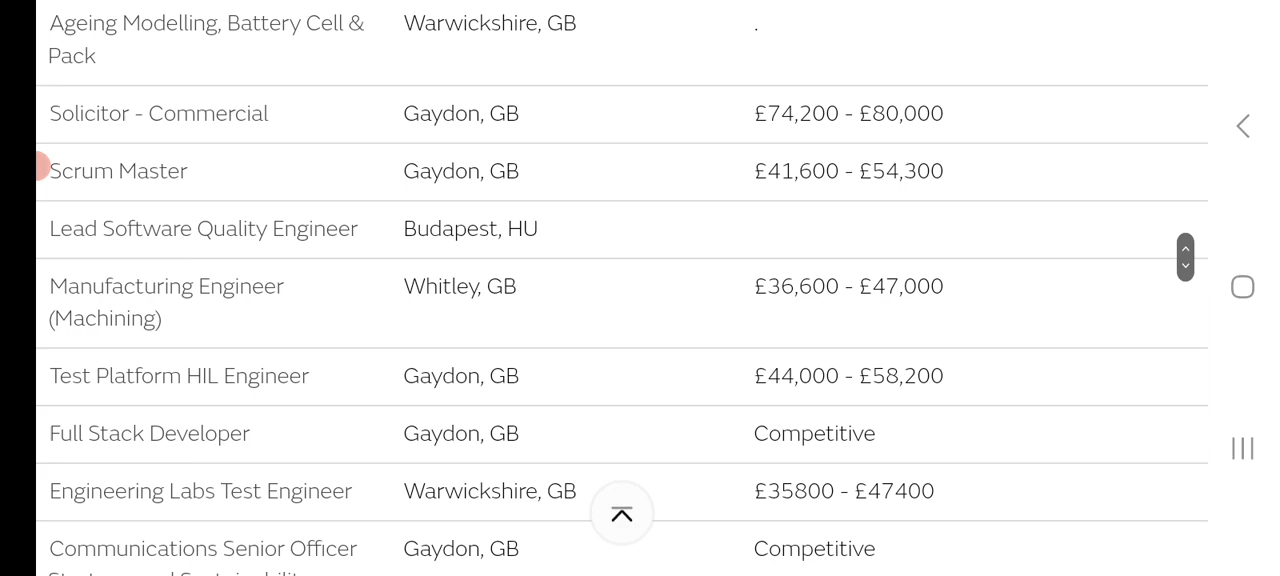 Ageing Modelling, Battery Cell & Warwickshire, GB .
Pack
Solicitor - Commercial Gaydon, GB £74,200 - £80,000
Scrum Master Gaydon, GB £41,600 - £54,300
Lead Software Quality Engineer Budapest, HU
Manufacturing Engineer Whitley, GB £36,600 - £47,000
(Machining)
Test Platform HIL Engineer Gaydon, GB £44,000 - £58,200
Full Stack Developer Gaydon, GB Competitive
Engineering Labs Test Engineer Warwickshire, GB £35800 - £47400
Communications Senior Officer Gaydon, GB Competitive